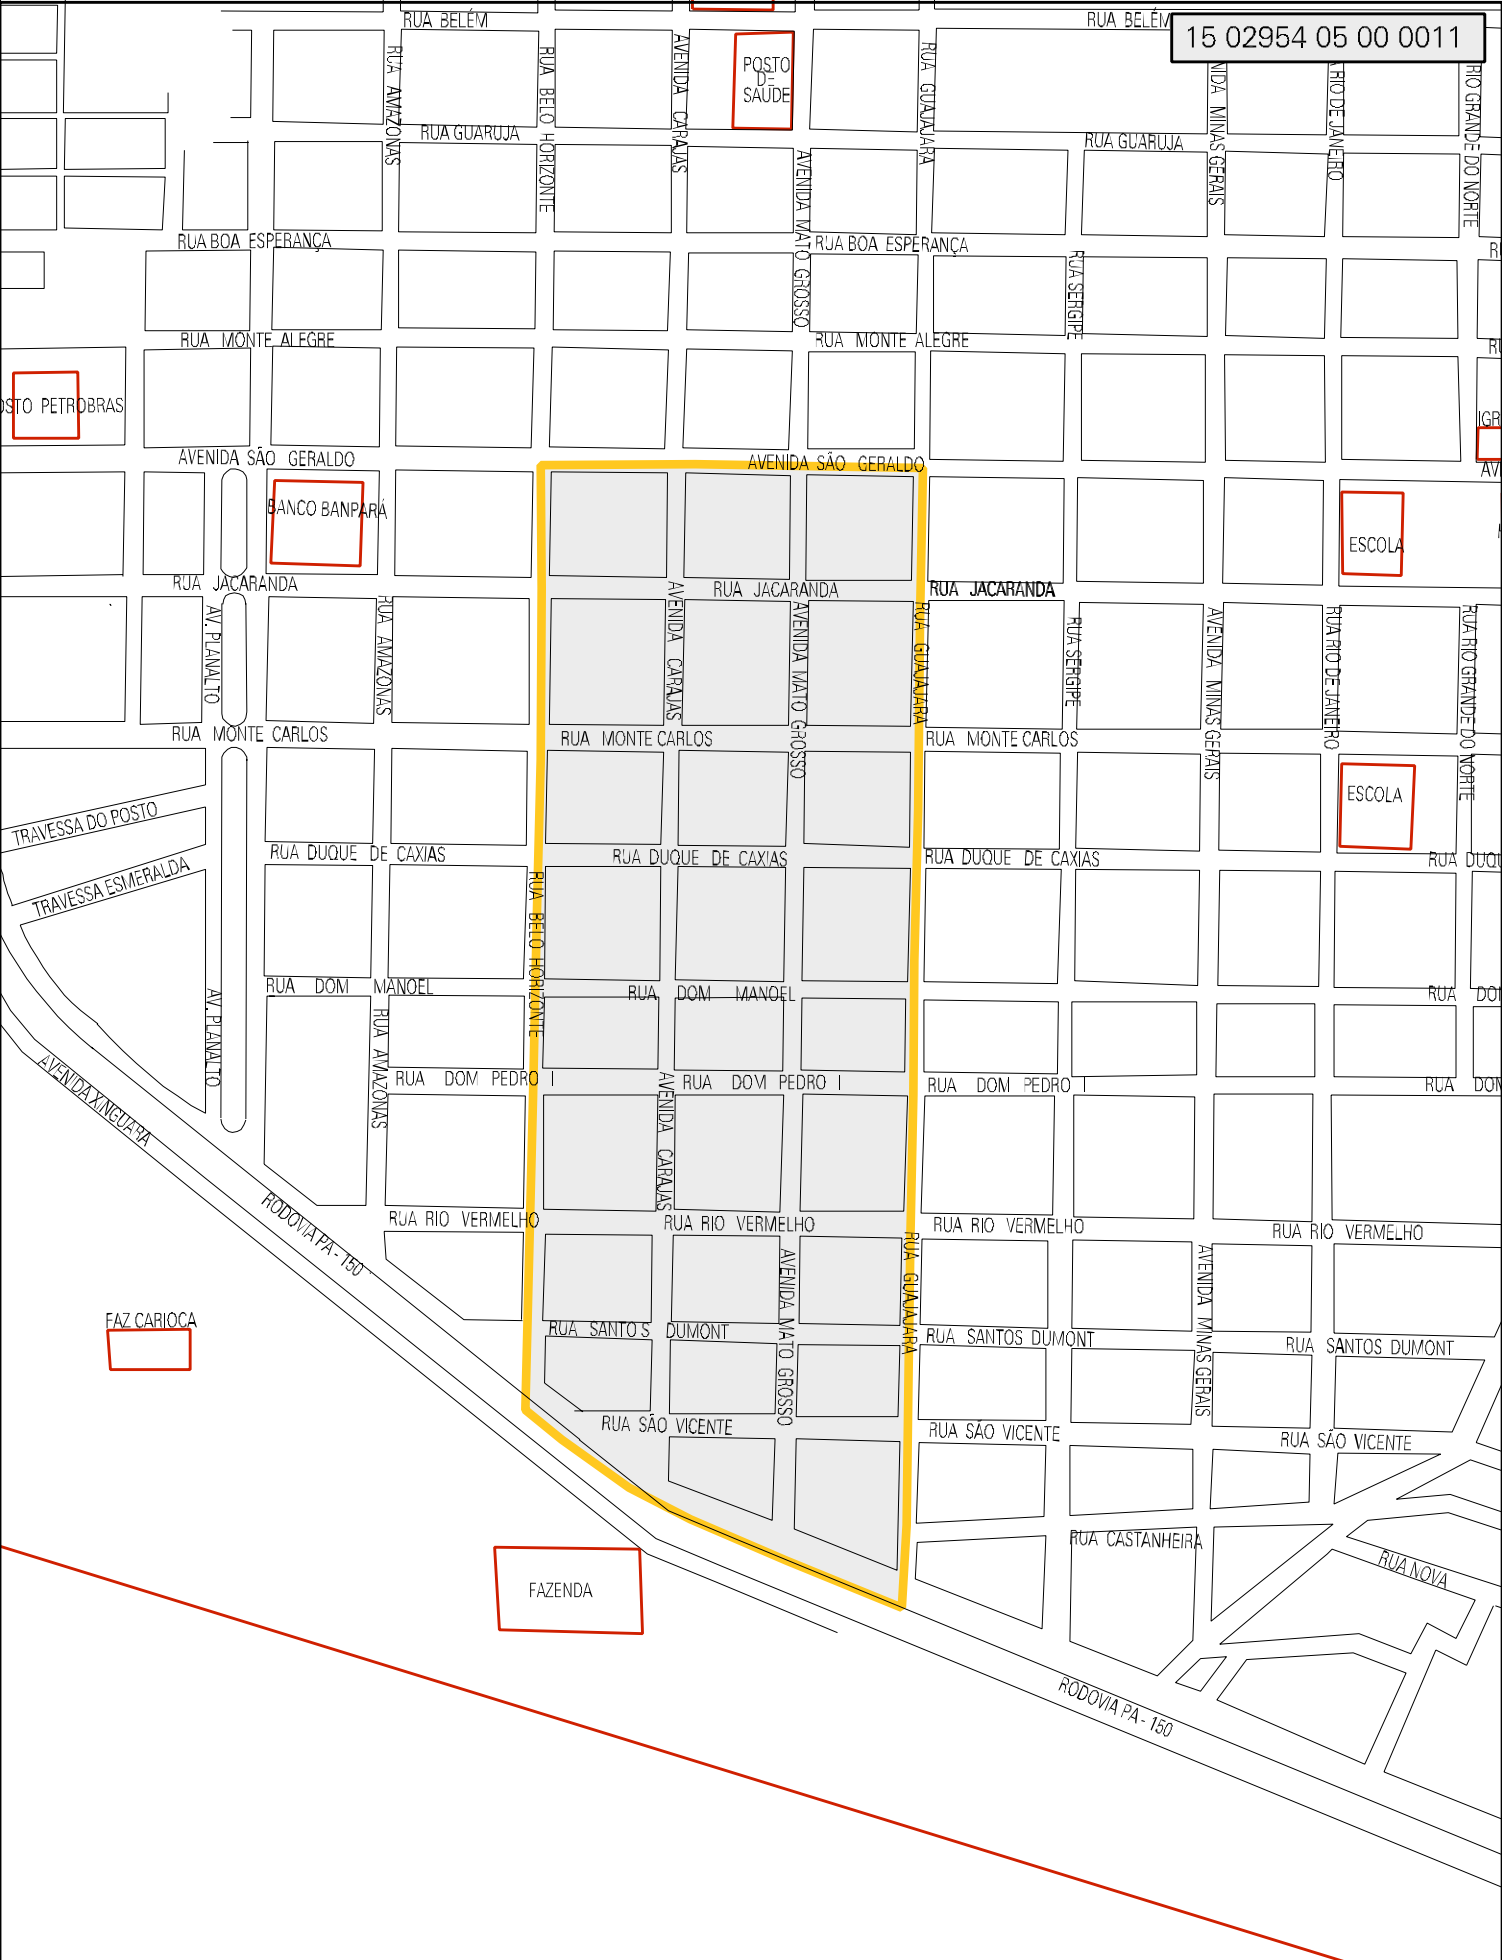 RUA BELÉM
RUA BELÉM
15 02954 05 00 0011
RUA AMAZONAS
RUA BELO HORIZONTE
AVENIDA CARAJAS
POSTO
DE
SAUDE
RUA GUAJAJARA
NIDA MINAS GERAIS
A RIO DE JANEIRO
RIO GRANDE DO NORTE
RUA GUARUJA
RUA GUARUJA
AVENIDA MATO GROSSO
RUA BOA ESPERANÇA
RUA BOA ESPERANÇA
RUA SERGIPE
RUA MONTE ALEGRE
RUA MONTE ALEGRE
OSTO PETROBRAS
IGR
AVENIDA SÃO GERALDO
AVENIDA SÃO GERALDO
AVE
BANCO BANPARÁ
ESCOLA
RUA JACARANDA
RUA JACARANDA
RUA JACARANDA
AV. PLANALTO
RUA AMAZONAS
AVENIDA CARAJAS
AVENIDA MATO GROSSO
RUA GUAJAJARA
RUA SERGIPE
AVENIDA MINAS GERAIS
RUA RIO DE JANEIRO
RUA RIO GRANDE DO NORTE
RUA MONTE CARLOS
RUA MONTE CARLOS
RUA MONTE CARLOS
ESCOLA
TRAVESSA DO POSTO
TRAVESSA ESMERALDA
RUA DUQUE DE CAXIAS
RUA DUQUE DE CAXIAS
RUA DUQUE DE CAXIAS
RUA DUQU
RUA BELO HORIZONTE
RUA DOM MANOEL
RUA DOM MANOEL
RUA DOM
AV. PLANALTO
RUA AMAZONAS
AVENIDA XINGUARA
RUA DOM PEDRO I
RUA DOM PEDRO I
RUA DOM PEDRO I
RUA DOM
AVENIDA CARAJAS
RODOVIA PA - 150
RUA RIO VERMELHO
RUA RIO VERMELHO
RUA RIO VERMELHO
RUA RIO VERMELHO
AVENIDA MATO GROSSO
RUA GUAJAJARA
AVENIDA MINAS GERAIS
FAZ CARIOCA
RUA SANTOS DUMONT
RUA SANTOS DUMONT
RUA SANTOS DUMONT
RUA SÃO VICENTE
RUA SÃO VICENTE
RUA SÃO VICENTE
RUA CASTANHEIRA
RUA NOVA
FAZENDA
RODOVIA PA - 150